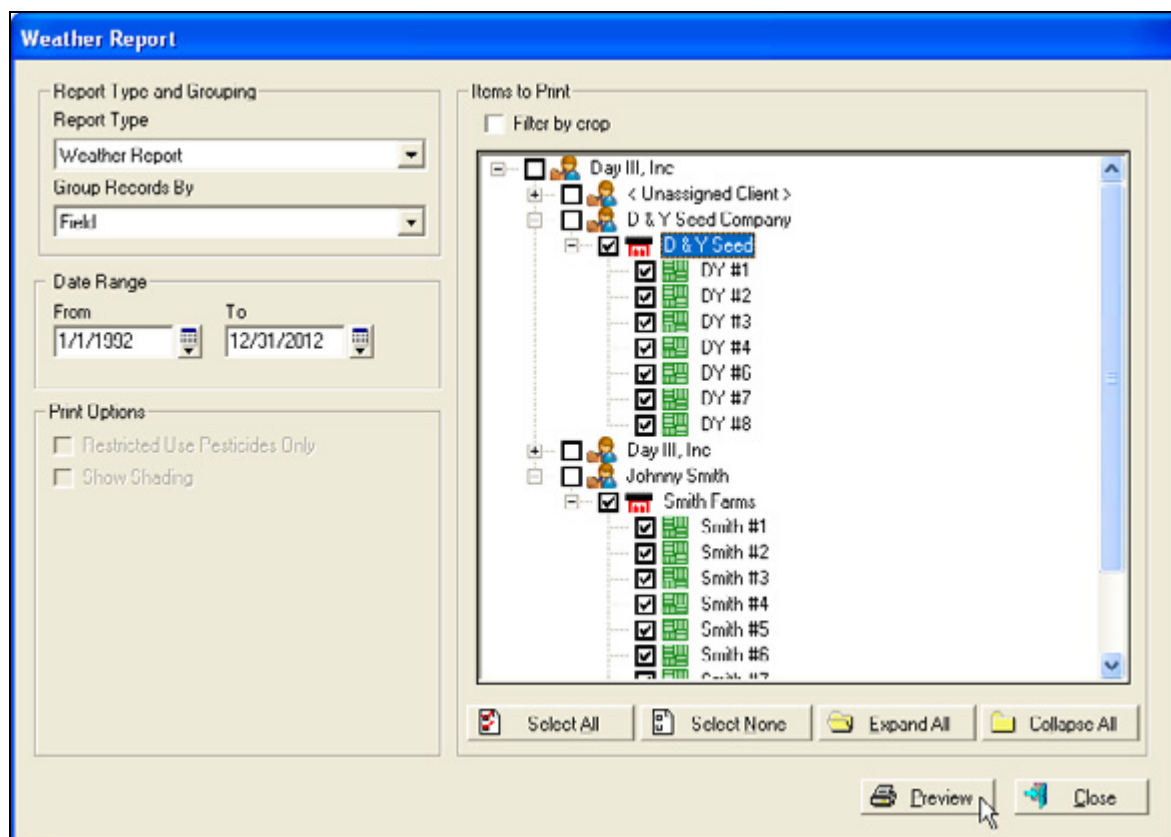 Weather Report
Report Type and Grouping
Report Type
Weather Report
Group Records By
Field
Date Range
From To
1/1/1992 12/31/2012
Print Options
Restricted Use Pesticides Only
Show Shading
Items to Print
Filter by crop
Day III, Inc
< Unassigned Client >
D & Y Seed Company
D & Y Seed
DY #1
DY #2
DY #3
DY #4
DY #6
DY #7
DY #8
Day III, Inc
Johnny Smith
Smith Farms
Smith #1
Smith #2
Smith #3
Smith #4
Smith #5
Smith #6
Smith #7
Select All Select None Expand All Collapse All
Preview Close